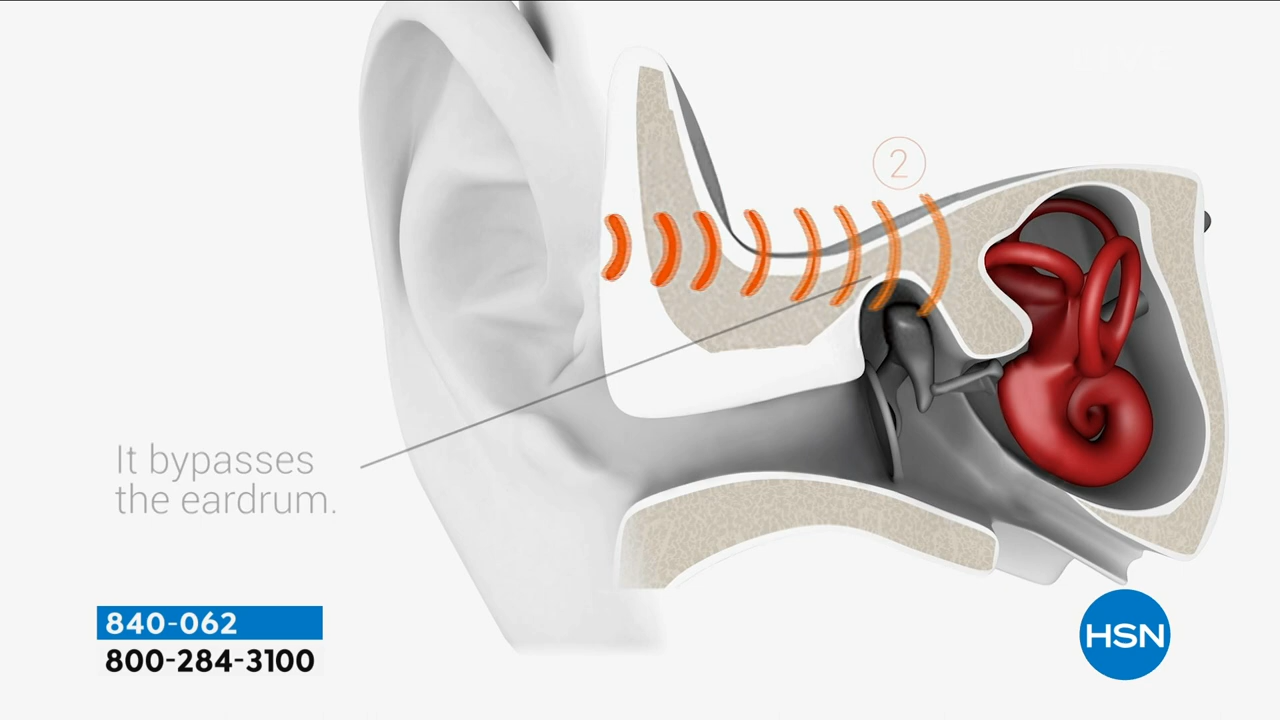 2
It bypasses
the eardrum.
840-062
800-284-3100
HSN